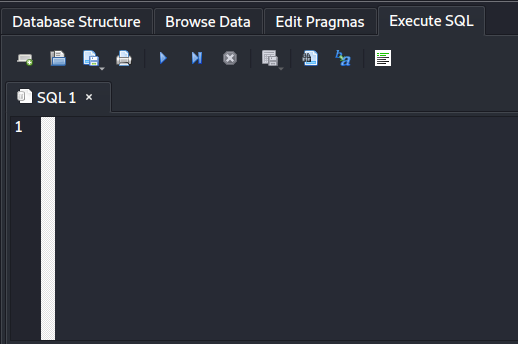 Database Structure Browse Data Edit Pragmas Execute SQL
SQL 1 ×
1